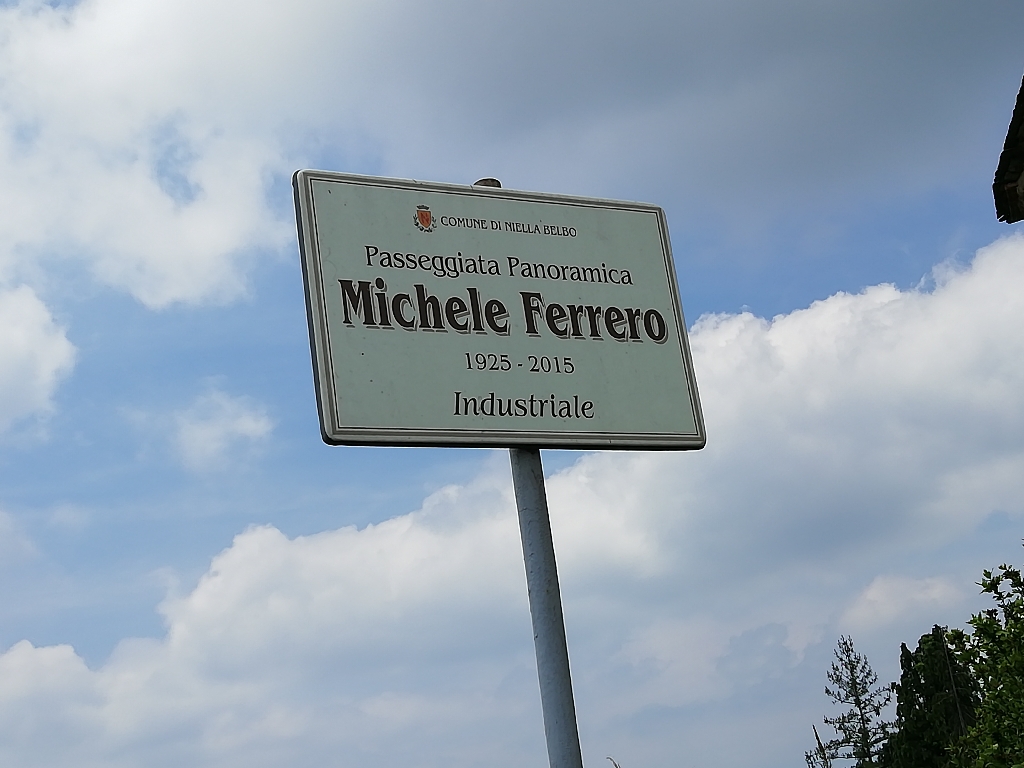 COMUNE DI NIELLA BELBO
Passeggiata Panoramica
Michele Ferrero
1925 - 2015
Industriale